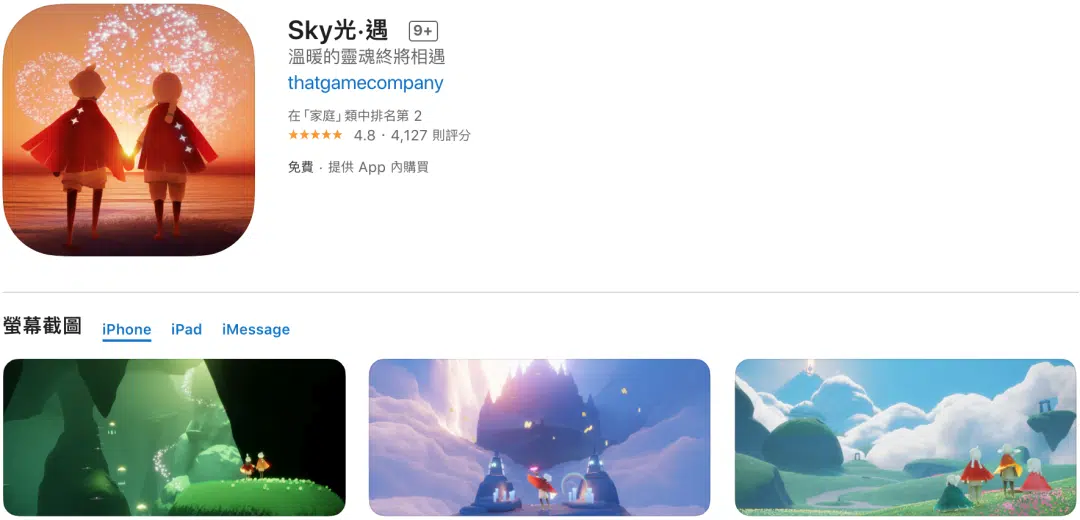 Sky光·遇 9+
溫暖的靈魂終將相遇
thatgamecompany
在「家庭」類中排名第 2
★★★★★ 4.8 · 4,127 則評分
免費 · 提供 App 內購買
螢幕截圖 iPhone iPad iMessage